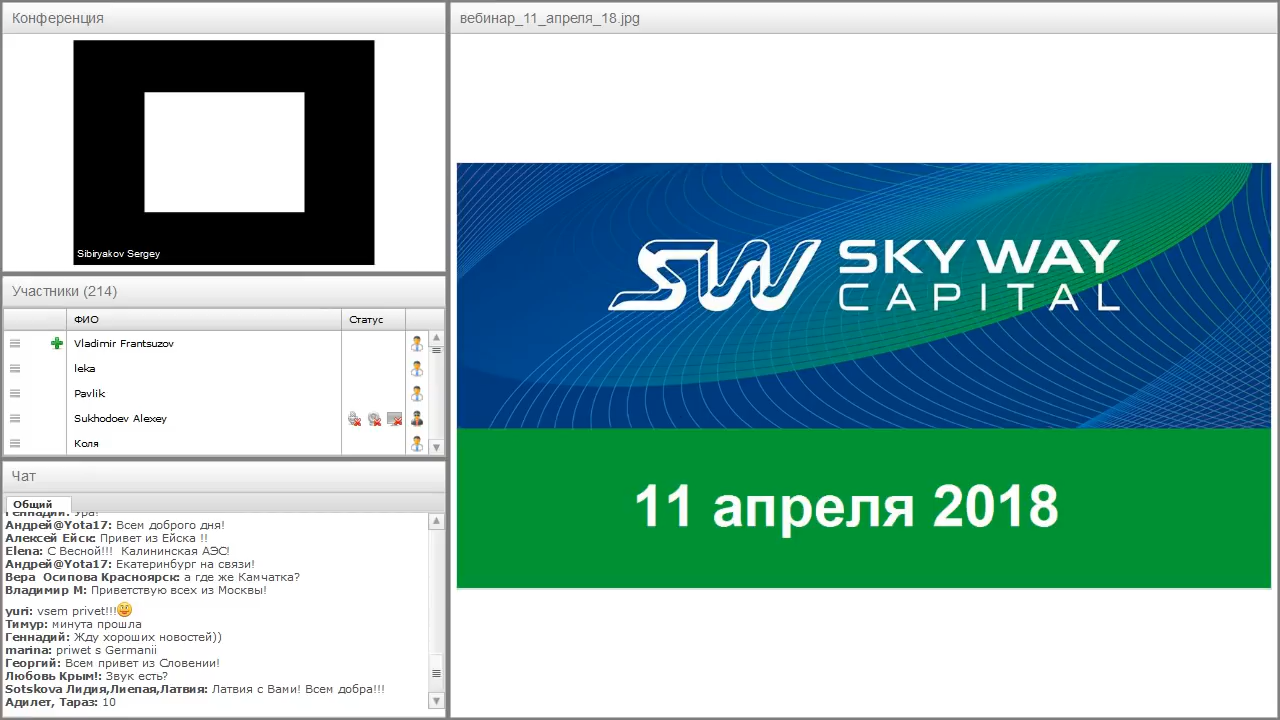 Конференция
Sibiryakov Sergey
Участники (214)
ФИО Статус
Vladimir Frantsuzov
leka
Pavlik
Sukhodoev Alexey
Коля
Чат
Общий
Геннадий: Ура!
Андрей@Yota17: Всем доброго дня!
Алексей Ейск: Привет из Ейска !!
Elena: С Весной!!! Калининская АЭС!
Андрей@Yota17: Екатеринбург на связи!
Вера Осипова Красноярск: а где же Камчатка?
Владимир М: Приветствую всех из Москвы!
yuri: vsem privet!!!
Тимур: минута прошла
Геннадий: Жду хороших новостей))
marina: priwet s Germanii
Георгий: Всем привет из Словении!
Любовь Крым!: Звук есть?
Sotskova Лидия,Лиепая,Латвия: Латвия с Вами! Всем добра!!!
Адилет, Тараз: 10
вебинар_11_апреля_18.jpg
SW
SKY WAY
CAPITAL
11 апреля 2018